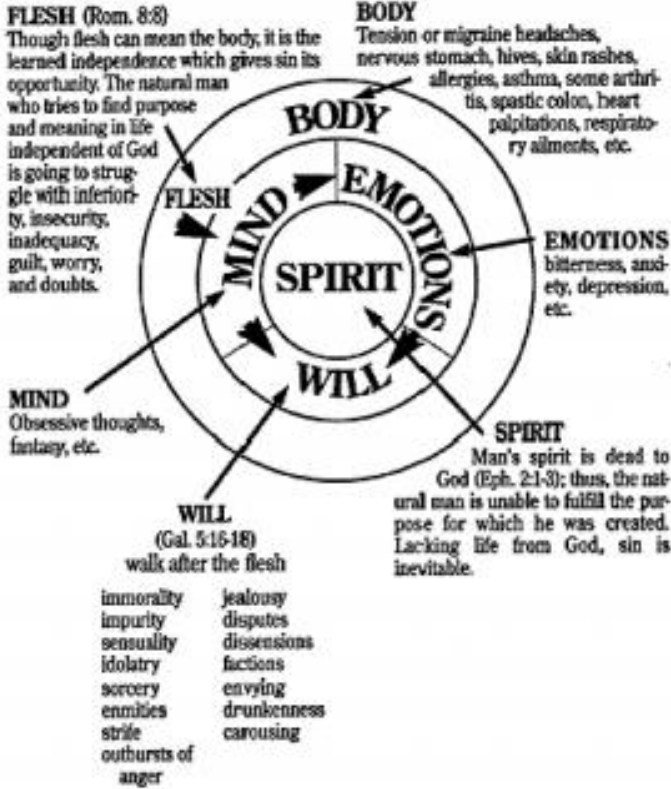 FLESH (Rom. 8:8)
Though flesh can mean the body, it is the
learned independence which gives sin its
opportunity. The natural man
who tries to find purpose
and meaning in life
independent of God
is going to strug-
gle with inferiori-
ty, insecurity,
inadequacy,
guilt, worry,
and doubts.
BODY
Tension or migraine headaches,
nervous stomach, hives, skin rashes,
allergies, asthma, some arthri-
tis, spastic colon, heart
palpitations, respirato-
ry ailments, etc.
BODY
FLESH
MIND
EMOTIONS
SPIRIT
WILL
EMOTIONS
bitterness, anxi-
ety, depression,
etc.
MIND
Obsessive thoughts,
fantasy, etc.
SPIRIT
Man's spirit is dead to
God (Eph. 2:1-3); thus, the nat-
ural man is unable to fulfill the pur-
pose for which he was created.
Lacking life from God, sin is
inevitable.
WILL
(Gal. 5:16-18)
walk after the flesh
immorality jealousy
impurity disputes
sensuality dissensions
idolatry factions
sorcery envying
enmities drunkenness
strife carousing
outbursts of
anger